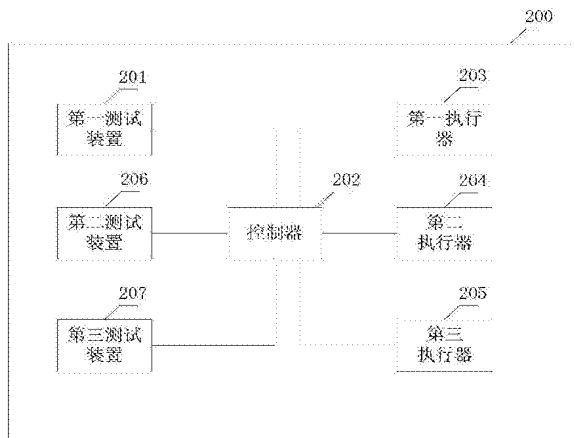 200
201
第一测试
装置
203
第一执行
器
206
第二测试
装置
202
控制器
204
第二
执行器
207
第三测试
装置
205
第三
执行器